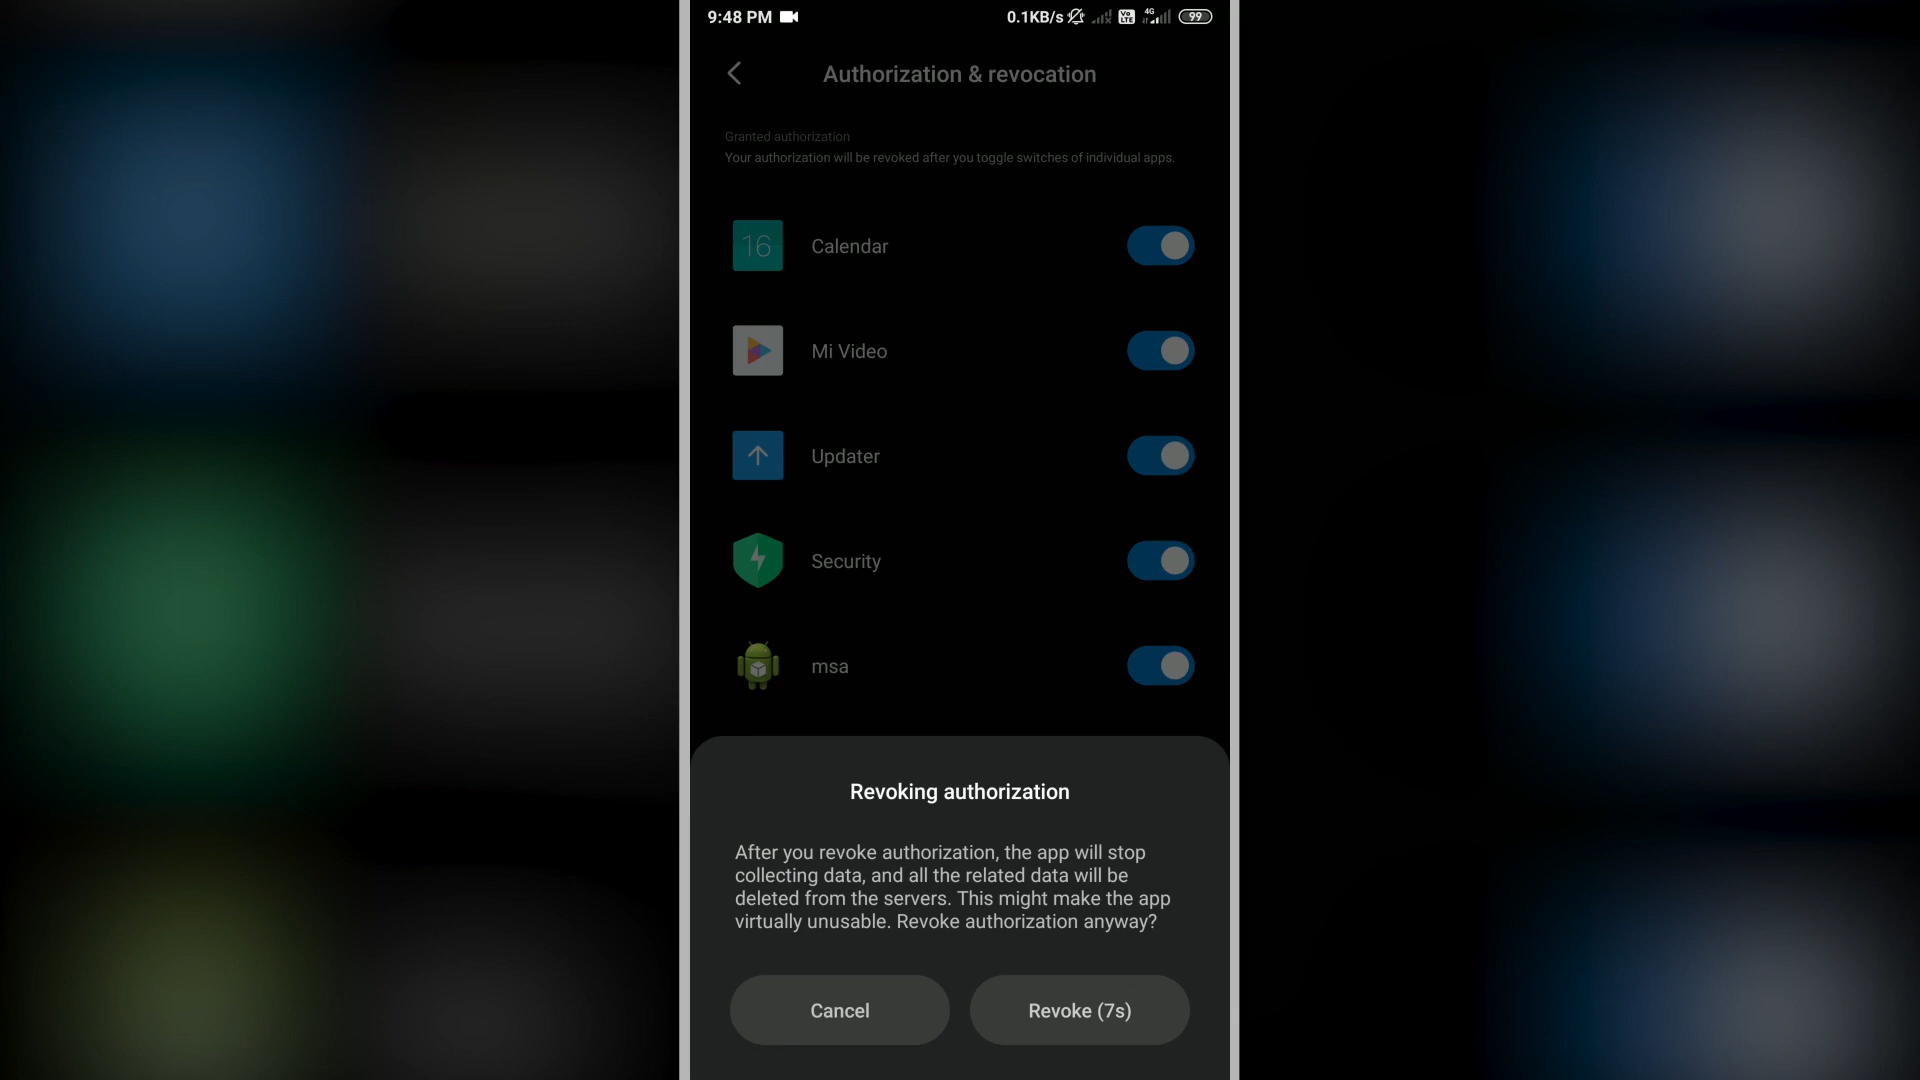 9:48 PM 0.1KB/s Vo LTE 4G 99
Authorization & revocation
Granted authorization
Your authorization will be revoked after you toggle switches of individual apps.
16 Calendar
Mi Video
Updater
Security
msa
Revoking authorization
After you revoke authorization, the app will stop
collecting data, and all the related data will be
deleted from the servers. This might make the app
virtually unusable. Revoke authorization anyway?
Cancel Revoke (7s)